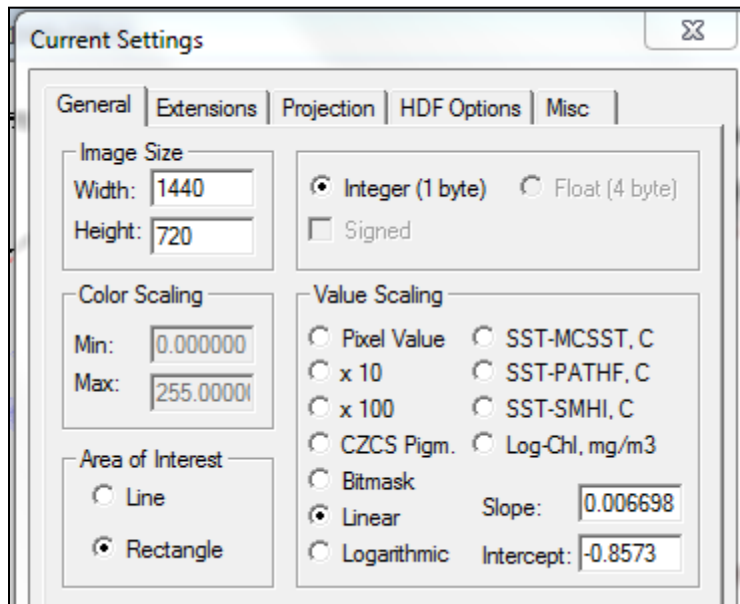 Current Settings
General Extensions Projection HDF Options Misc
Image Size
Width: 1440
Height: 720
Integer (1 byte) Float (4 byte)
Signed
Color Scaling
Min: 0.000000
Max: 255.0000
Value Scaling
Pixel Value SST-MCSST, C
x 10 SST-PATHF, C
x 100 SST-SMHI, C
CZCS Pigm. Log-Chl, mg/m3
Bitmask
Linear Slope: 0.006698
Logarithmic Intercept: -0.8573
Area of Interest
Line
Rectangle